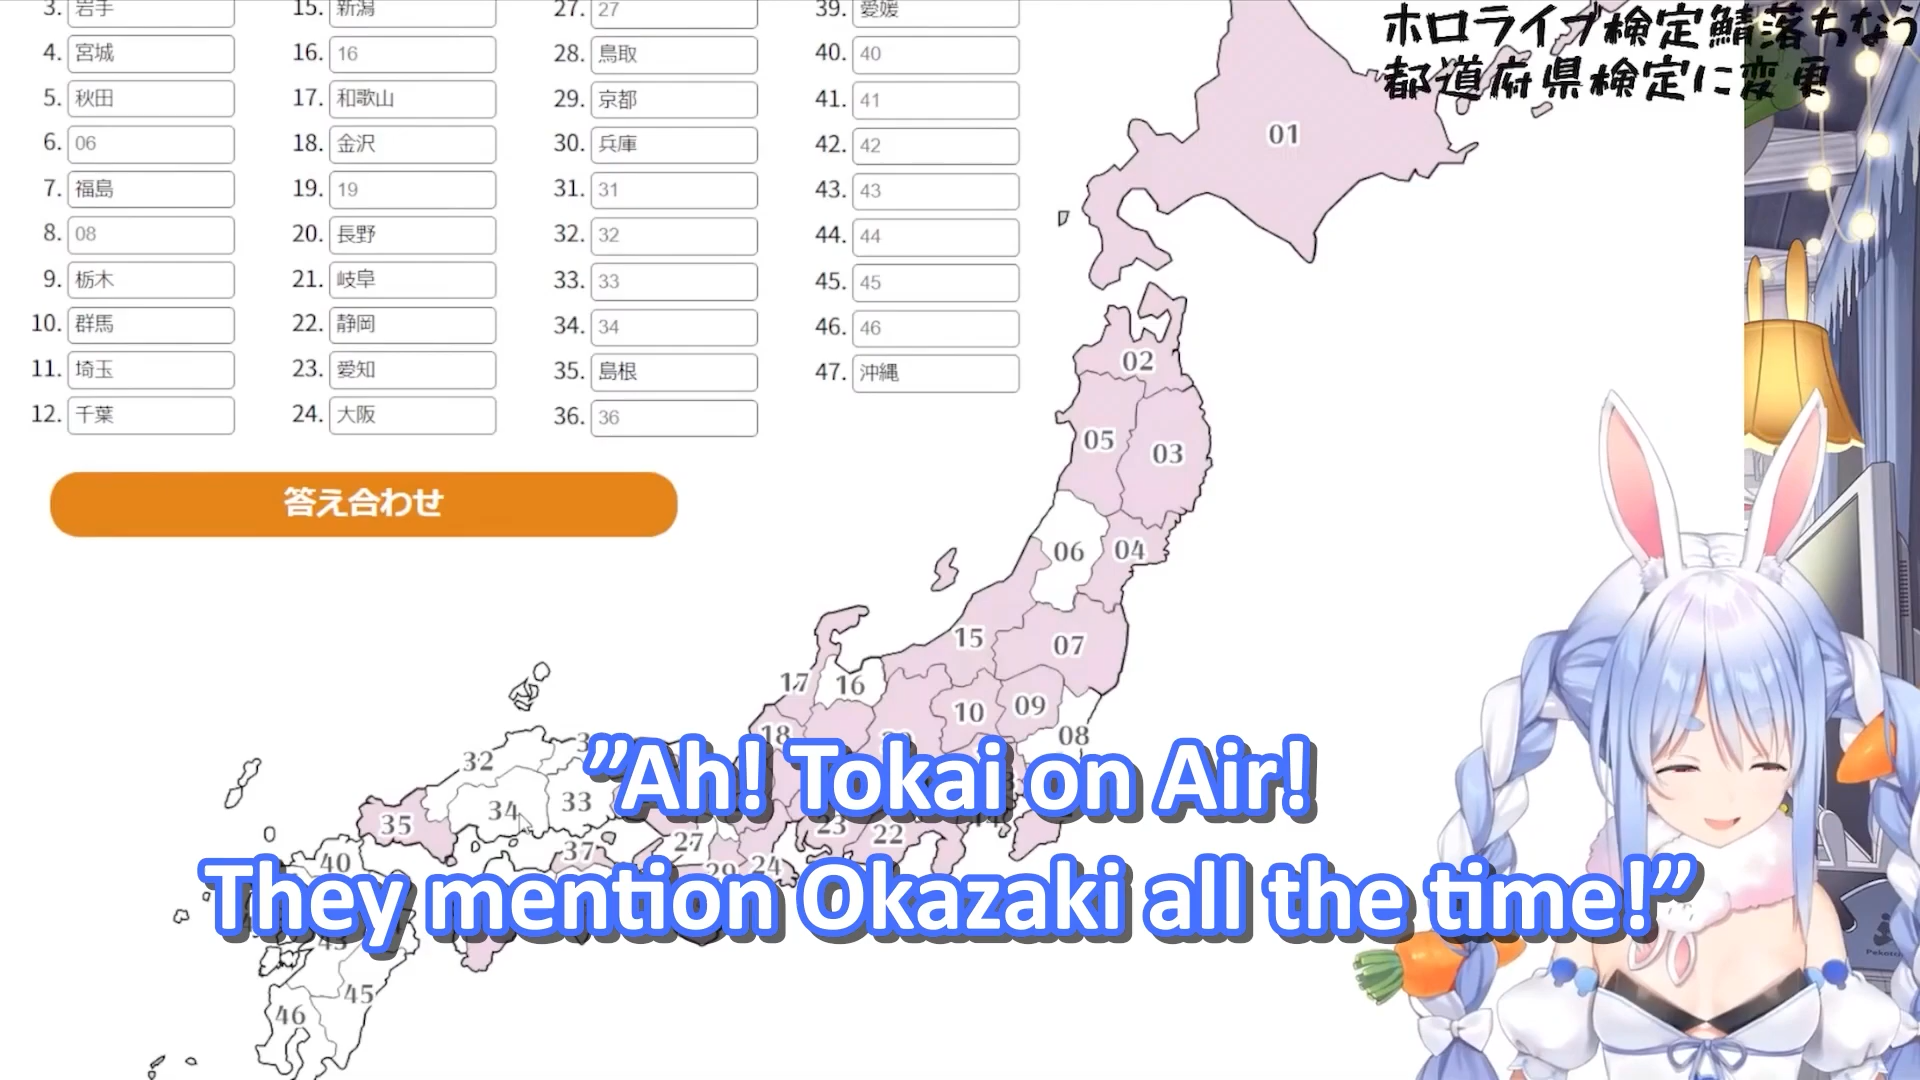 ホロライブ検定鯖落ちなう
都道府県検定に変更
3. 岩手
4. 宮城
5. 秋田
6. 06
7. 福島
8. 08
9. 栃木
10. 群馬
11. 埼玉
12. 千葉
15. 新潟
16. 16
17. 和歌山
18. 金沢
19. 19
20. 長野
21. 岐阜
22. 静岡
23. 愛知
24. 大阪
27. 27
28. 鳥取
29. 京都
30. 兵庫
31. 31
32. 32
33. 33
34. 34
35. 島根
36. 36
39. 愛媛
40. 40
41. 41
42. 42
43. 43
44. 44
45. 45
46. 46
47. 沖縄
答え合わせ
01
02
05
03
06
04
15
07
17
16
10
09
18
08
32
34
33
35
23
22
27
37
40
29
24
45
46
”Ah! Tokai on Air!
They mention Okazaki all the time!”